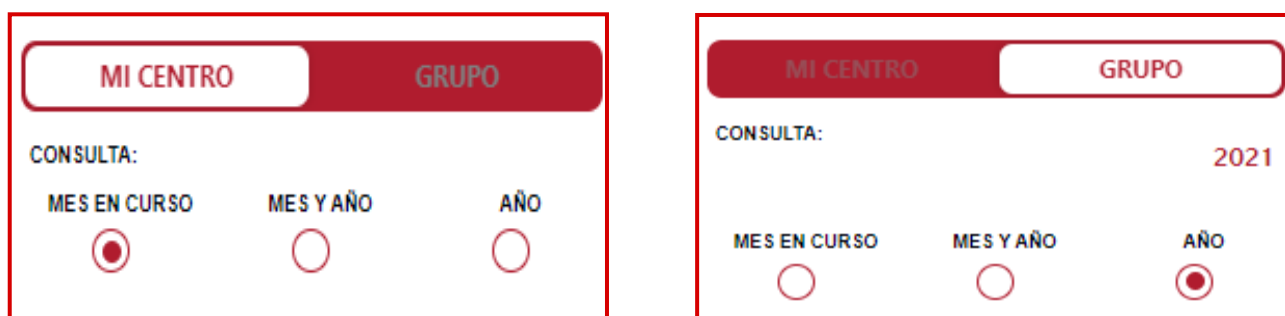 MI CENTRO GRUPO
CONSULTA:
MES EN CURSO MES Y AÑO AÑO
MI CENTRO GRUPO
CONSULTA:
2021
MES EN CURSO MES Y AÑO AÑO